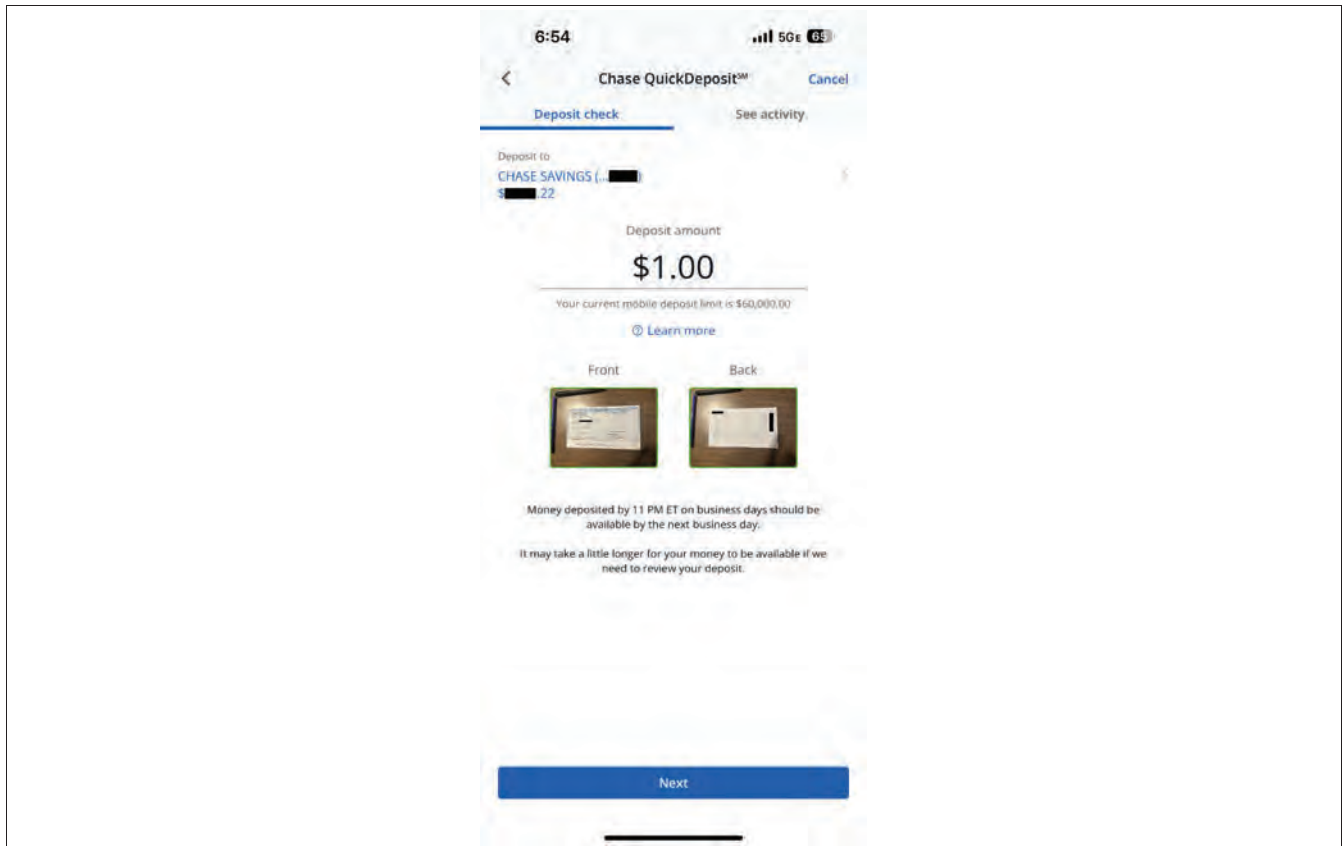 6:54
5GE 65
Chase QuickDeposit℠
Cancel
Deposit check
See activity
Deposit to
CHASE SAVINGS (... )
$ .22
Deposit amount
$1.00
Your current mobile deposit limit is $60,000.00
Learn more
Front
Back
Money deposited by 11 PM ET on business days should be
available by the next business day.
It may take a little longer for your money to be available if we
need to review your deposit.
Next